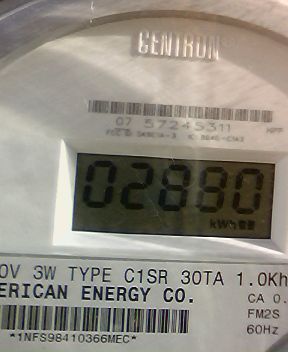 CENTRON
07 57245311
02880
kWh
0V 3W TYPE C1SR 30TA 1.0Kh
ERICAN ENERGY CO.
CA 0.
FM2S
60Hz
*1NFS98410366MEC*